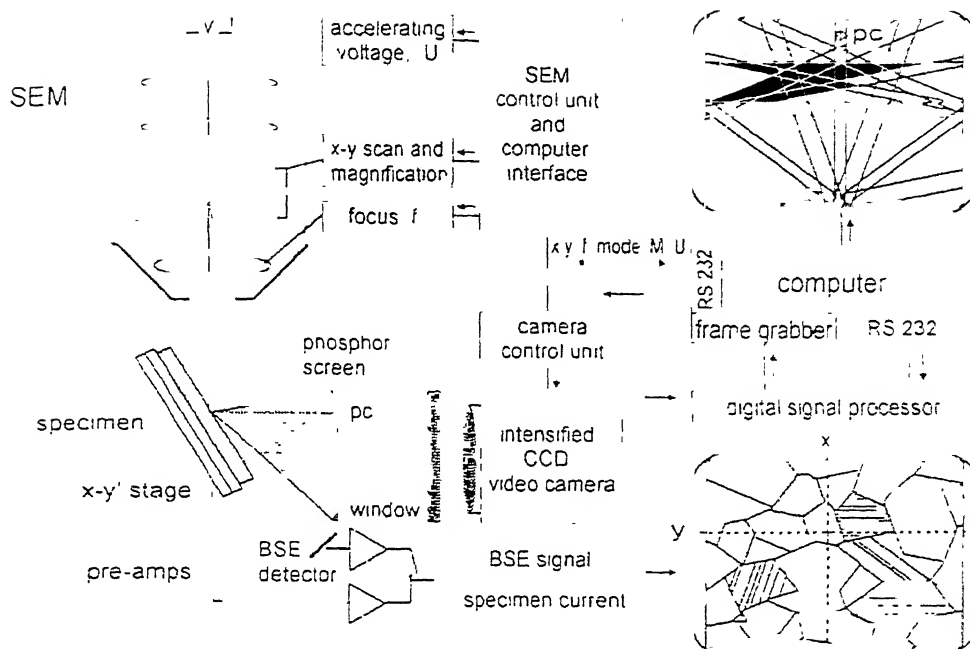 accelerating
voltage, U
SEM
SEM
control unit
and
computer
interface
x-y scan and
magnification
focus f
pc
x y f mode M U
RS 232
computer
frame grabber
RS 232
camera
control unit
phosphor
screen
pc
specimen
x-y' stage
window
intensified
CCD
video camera
digital signal processor
x
y
BSE
detector
pre-amps
BSE signal
specimen current